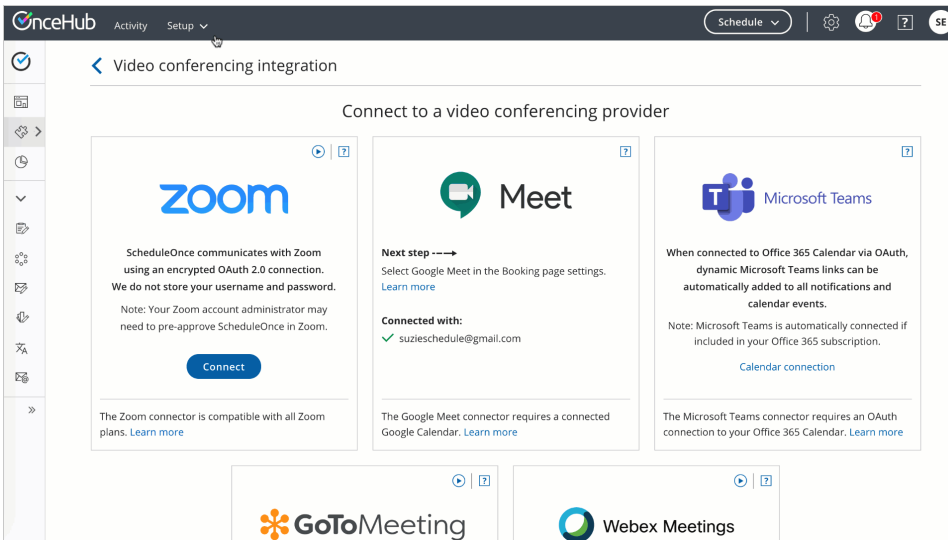 OnceHub Activity Setup Schedule 1 ? SE
Video conferencing integration
Connect to a video conferencing provider
?
zoom
ScheduleOnce communicates with Zoom
using an encrypted OAuth 2.0 connection.
We do not store your username and password.
Note: Your Zoom account administrator may
need to pre-approve ScheduleOnce in Zoom.
Connect
The Zoom connector is compatible with all Zoom
plans. Learn more
?
Meet
Next step ---→
Select Google Meet in the Booking page settings.
Learn more
Connected with:
suzieschedule@gmail.com
The Google Meet connector requires a connected
Google Calendar. Learn more
?
T Microsoft Teams
When connected to Office 365 Calendar via OAuth,
dynamic Microsoft Teams links can be
automatically added to all notifications and
calendar events.
Note: Microsoft Teams is automatically connected if
included in your Office 365 subscription.
Calendar connection
The Microsoft Teams connector requires an OAuth
connection to your Office 365 Calendar. Learn more
?
GoToMeeting
?
Webex Meetings